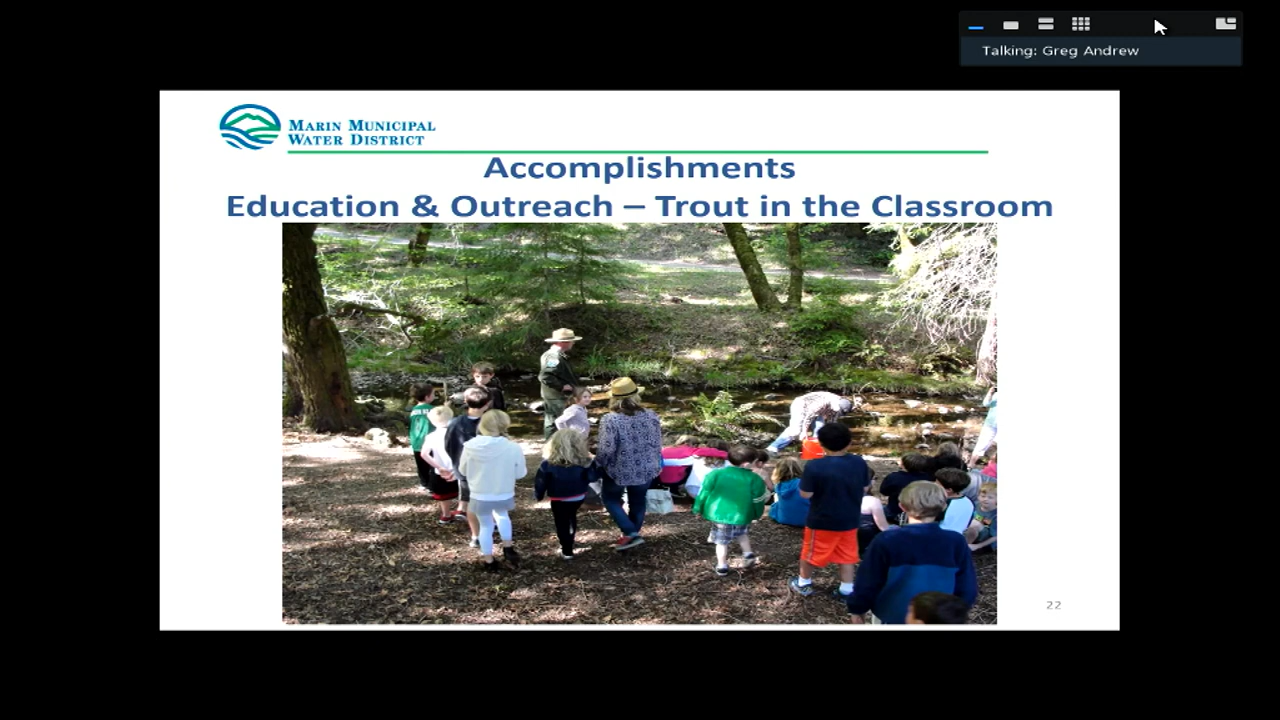 Talking: Greg Andrew
MARIN MUNICIPAL
WATER DISTRICT
Accomplishments
Education & Outreach – Trout in the Classroom
22